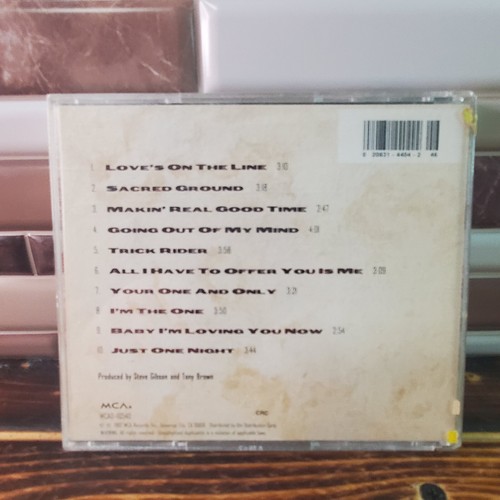 0 20831-4404-2 46
1. LOVE'S ON THE LINE 3:10
2. SACRED GROUND 3:18
3. MAKIN' REAL GOOD TIME 2:47
4. GOING OUT OF MY MIND 4:01
5. TRICK RIDER 3:56
6. ALL I HAVE TO OFFER YOU IS ME 3:09
7. YOUR ONE AND ONLY 3:21
8. I'M THE ONE 3:50
9. BABY I'M LOVING YOU NOW 2:54
10. JUST ONE NIGHT 3:44
Produced by Steve Gibson and Tony Brown
MCA
CRC